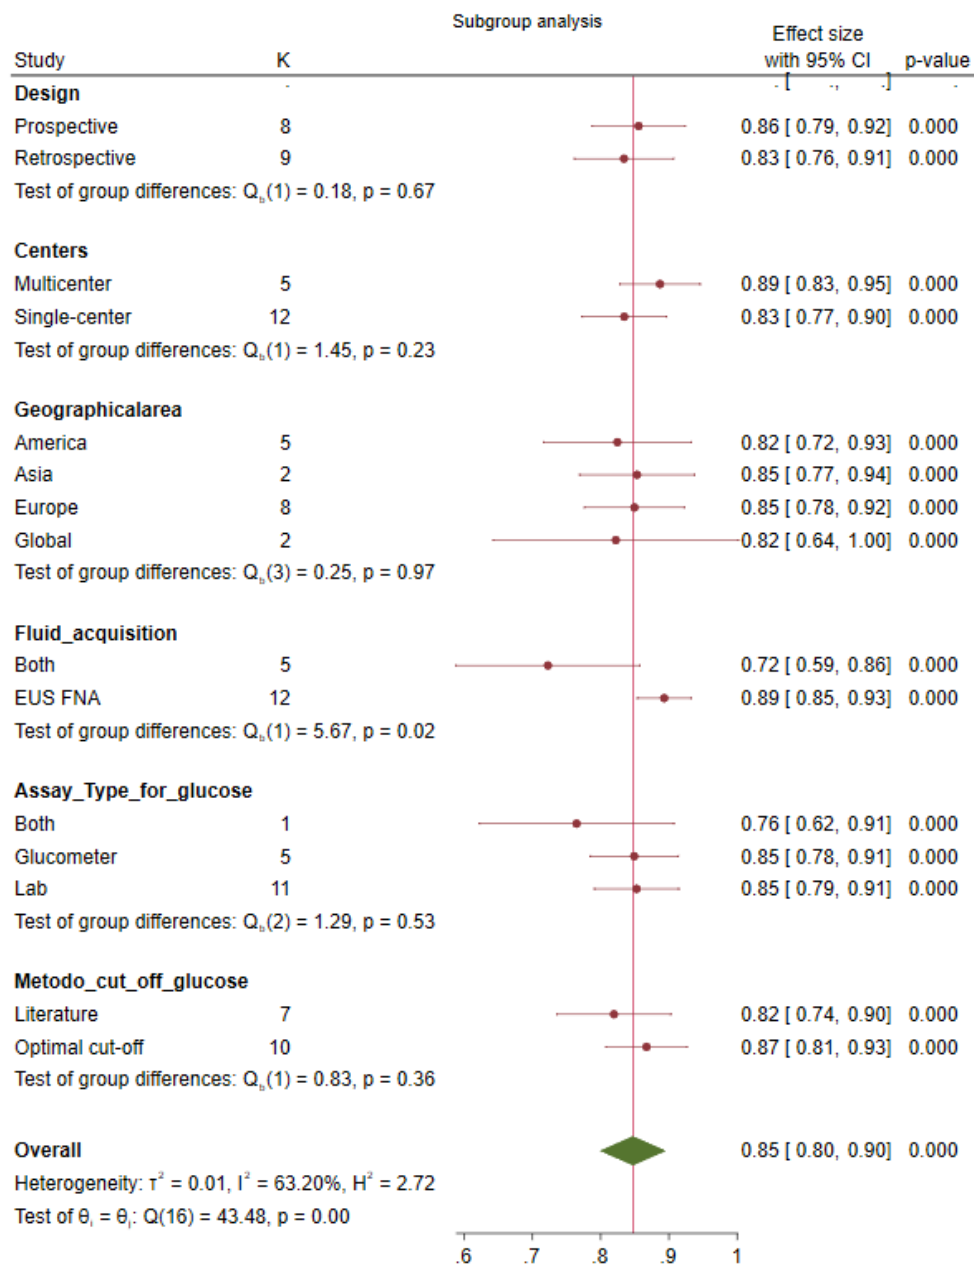 Subgroup analysis
Effect size
Study K with 95% CI p-value
Design . . [ ., .] .
Prospective 8 0.86 [ 0.79, 0.92] 0.000
Retrospective 9 0.83 [ 0.76, 0.91] 0.000
Test of group differences: Q_b(1) = 0.18, p = 0.67
Centers
Multicenter 5 0.89 [ 0.83, 0.95] 0.000
Single-center 12 0.83 [ 0.77, 0.90] 0.000
Test of group differences: Q_b(1) = 1.45, p = 0.23
Geographicalarea
America 5 0.82 [ 0.72, 0.93] 0.000
Asia 2 0.85 [ 0.77, 0.94] 0.000
Europe 8 0.85 [ 0.78, 0.92] 0.000
Global 2 0.82 [ 0.64, 1.00] 0.000
Test of group differences: Q_b(3) = 0.25, p = 0.97
Fluid_acquisition
Both 5 0.72 [ 0.59, 0.86] 0.000
EUS FNA 12 0.89 [ 0.85, 0.93] 0.000
Test of group differences: Q_b(1) = 5.67, p = 0.02
Assay_Type_for_glucose
Both 1 0.76 [ 0.62, 0.91] 0.000
Glucometer 5 0.85 [ 0.78, 0.91] 0.000
Lab 11 0.85 [ 0.79, 0.91] 0.000
Test of group differences: Q_b(2) = 1.29, p = 0.53
Metodo_cut_off_glucose
Literature 7 0.82 [ 0.74, 0.90] 0.000
Optimal cut-off 10 0.87 [ 0.81, 0.93] 0.000
Test of group differences: Q_b(1) = 0.83, p = 0.36
Overall 0.85 [ 0.80, 0.90] 0.000
Heterogeneity: τ² = 0.01, I² = 63.20%, H² = 2.72
Test of θᵢ = θⱼ: Q(16) = 43.48, p = 0.00
.6 .7 .8 .9 1